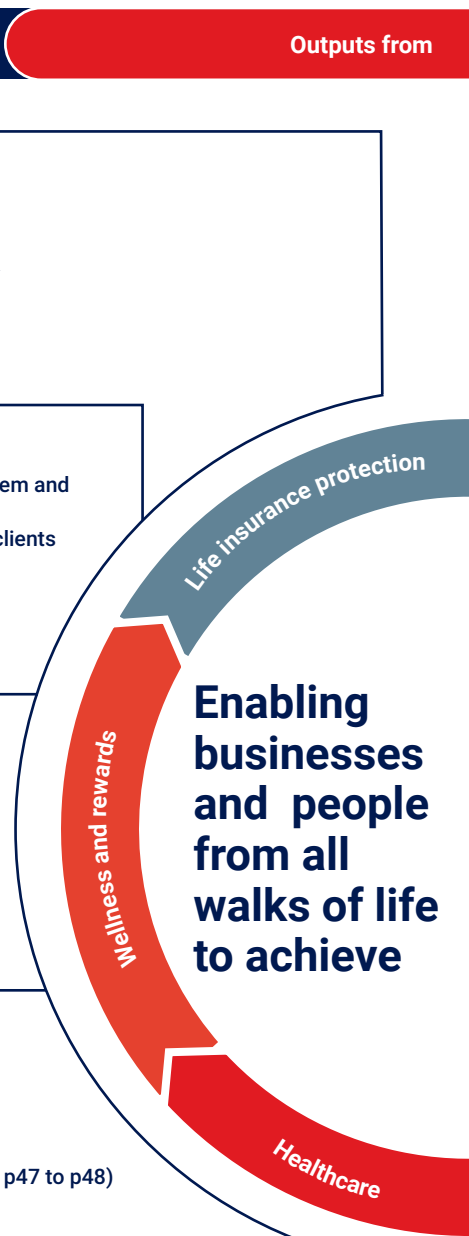 Outputs from
em and
clients
Life insurance protection
Wellness and rewards
Enabling
businesses
and people
from all
walks of life
to achieve
Healthcare
p47 to p48)